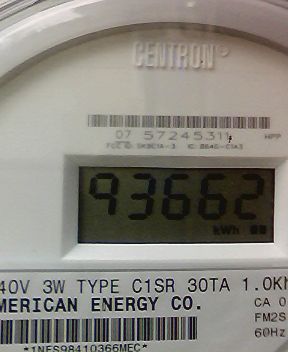 CENTRON®
07 57245311
93662
kWh
40V 3W TYPE C1SR 30TA 1.0K
MERICAN ENERGY CO.
CA 0
FM2S
60Hz
*1NES98410366MEC*